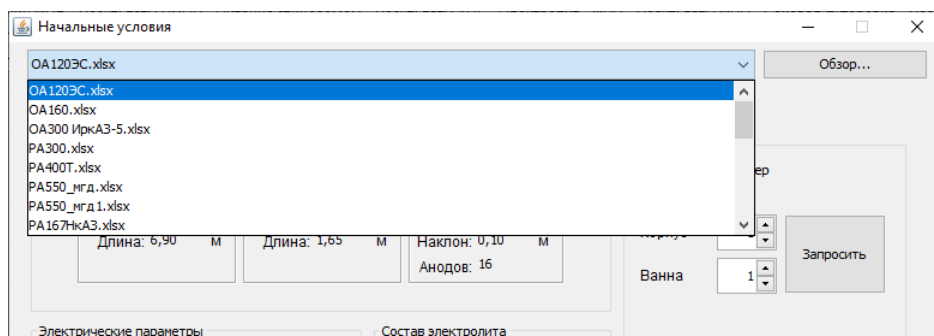 Начальные условия
ОА120ЭС.xlsx
Обзор...
ОА120ЭС.xlsx
ОА160.xlsx
ОА300 ИркАЗ-5.xlsx
РА300.xlsx
РА400Т.xlsx
РА550_мгд.xlsx
РА550_мгд1.xlsx
РА167НкАЗ.xlsx
Длина: 6,90 м Длина: 1,65 м Наклон: 0,10 м
Анодов: 16
Запросить
Ванна 1
Электрические параметры Состав электролита